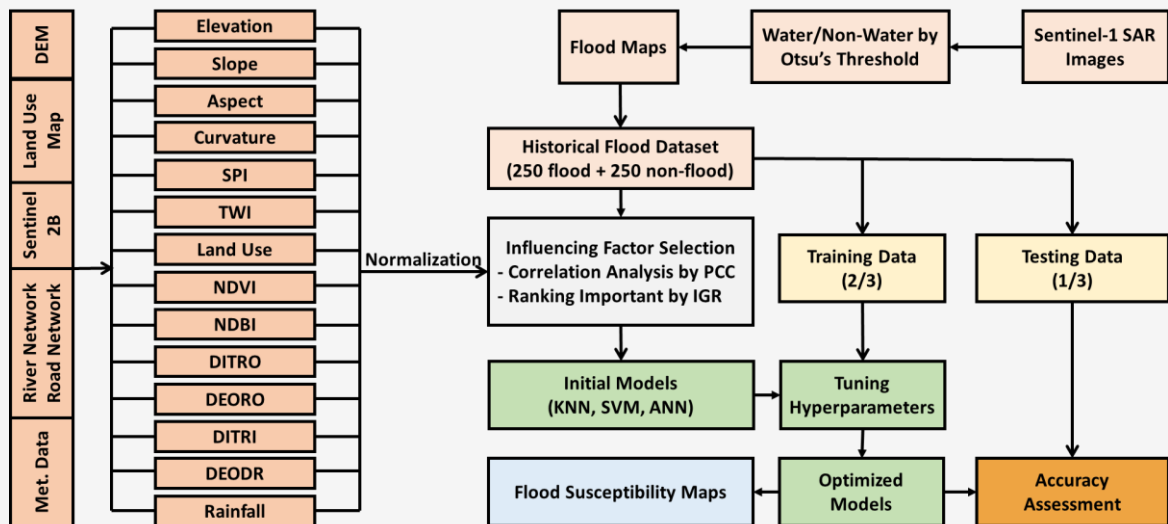 DEM
Land Use
Map
Sentinel
2B
River Network
Road Network
Met. Data
Elevation
Slope
Aspect
Curvature
SPI
TWI
Land Use
NDVI
NDBI
DITRO
DEORO
DITRI
DEODR
Rainfall
Normalization
Flood Maps
Water/Non-Water by
Otsu's Threshold
Sentinel-1 SAR
Images
Historical Flood Dataset
(250 flood + 250 non-flood)
Influencing Factor Selection
- Correlation Analysis by PCC
- Ranking Important by IGR
Training Data
(2/3)
Testing Data
(1/3)
Initial Models
(KNN, SVM, ANN)
Tuning
Hyperparameters
Flood Susceptibility Maps
Optimized
Models
Accuracy
Assessment